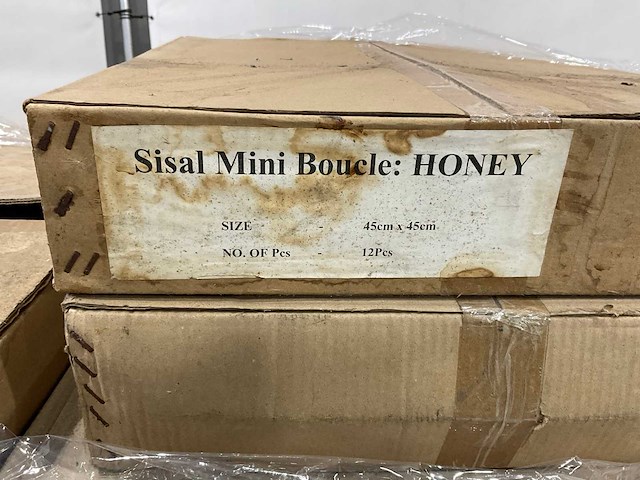 Sisal Mini Boucle: HONEY
SIZE - 45cm x 45cm
NO. OF Pcs - 12Pcs